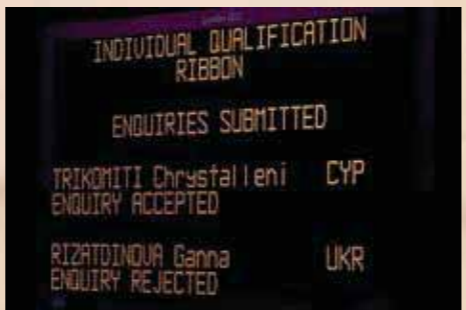 INDIVIDUAL QUALIFICATION
RIBBON
ENQUIRIES SUBMITTED
TRIKOMITI Chrystalleni CYP
ENQUIRY ACCEPTED
RIZATDINOVA Ganna UKR
ENQUIRY REJECTED